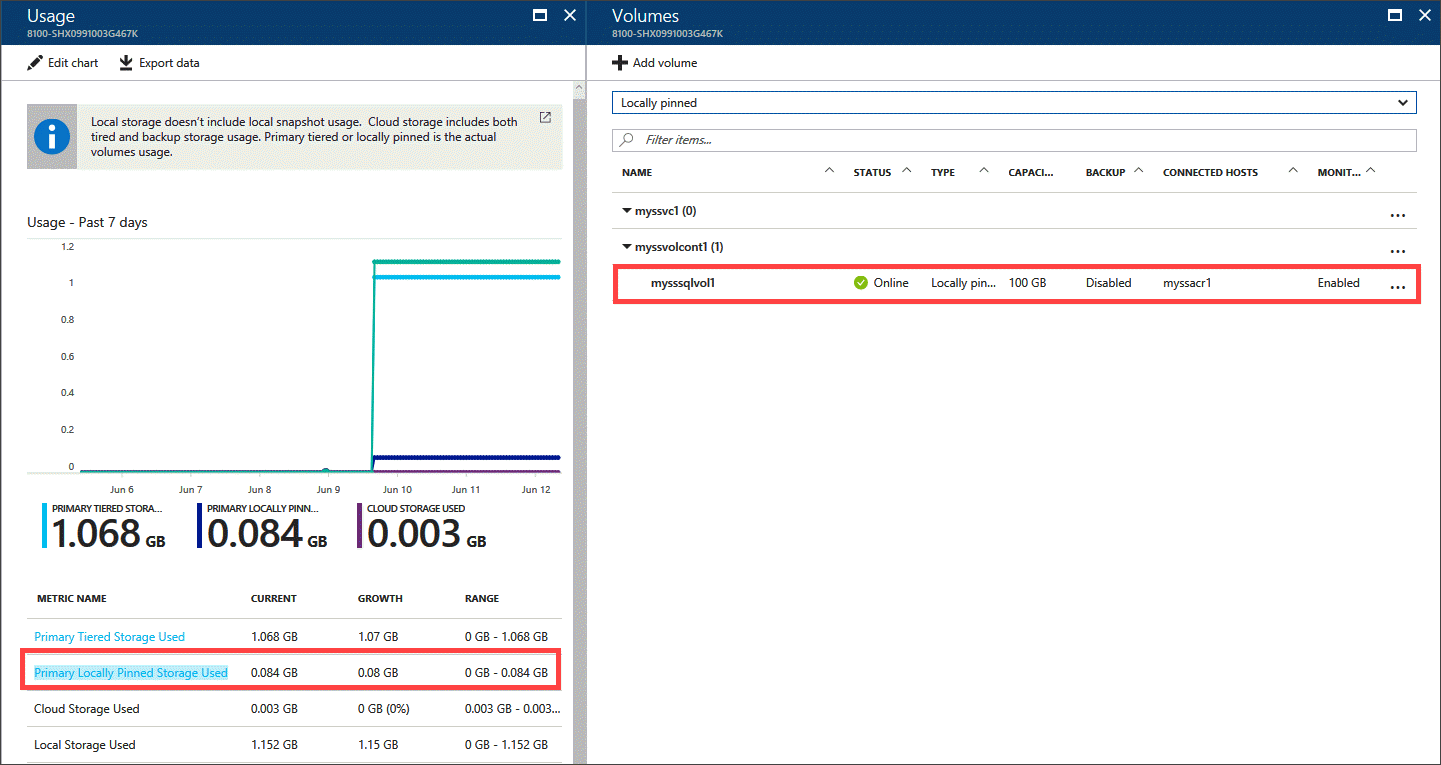 Usage
8100-SHX0991003G467K
Edit chart Export data
Local storage doesn't include local snapshot usage. Cloud storage includes both
tired and backup storage usage. Primary tiered or locally pinned is the actual
volumes usage.
Usage - Past 7 days
1.2
1
0.8
0.6
0.4
0.2
0
Jun 6 Jun 7 Jun 8 Jun 9 Jun 10 Jun 11 Jun 12
PRIMARY TIERED STORA... PRIMARY LOCALLY PINN... CLOUD STORAGE USED
1.068 GB 0.084 GB 0.003 GB
METRIC NAME CURRENT GROWTH RANGE
Primary Tiered Storage Used 1.068 GB 1.07 GB 0 GB - 1.068 GB
Primary Locally Pinned Storage Used 0.084 GB 0.08 GB 0 GB - 0.084 GB
Cloud Storage Used 0.003 GB 0 GB (0%) 0.003 GB - 0.003...
Local Storage Used 1.152 GB 1.15 GB 0 GB - 1.152 GB
Volumes
8100-SHX0991003G467K
Add volume
Locally pinned
Filter items...
NAME STATUS TYPE CAPACI... BACKUP CONNECTED HOSTS MONIT...
myssvc1 (0) ...
myssvolcont1 (1) ...
mysssqlvol1 Online Locally pin... 100 GB Disabled myssacr1 Enabled ...